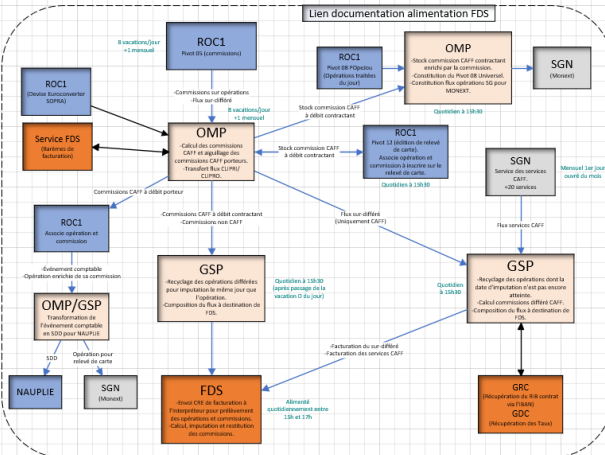 Lien documentation alimentation FDS
8 vacations/jour
+1 mensuel
ROC1
Pivot 05 (commissions)
ROC1
Pivot 08 FOpeJou
(Opérations traitées
du jour)
OMP
-Stock commission CAFF contractant
enrichi par la commission.
-Constitution du Pivot 08 Universel.
-Constitution flux opérations SG pour
MONEXT.
SGN
(Monext)
ROC1
(Devise Euroconverter
SOPRA)
-Commissions sur opérations
- Flux sur-différé
8 vacations/jour
+1 mensuel
Stock commission CAFF
à débit contractant
Quotidien à 15h30
Service FDS
(Barèmes de
facturation)
OMP
-Calcul des commissions
CAFF et aiguillage des
commissions CAFF porteurs.
-Transfert flux CLIPRI/
CLIPRO.
Stock commission CAFF
à débit contractant
ROC1
Pivot 12 (édition de relevé
de carte).
Associe opération et
commission à inscrire sur le
relevé de carte.
Quotidien à 15h30
SGN
Service des services
CAFF.
+20 services
Mensuel 1er jour
ouvré du mois
Commissions CAFF à débit porteur
ROC1
Associe opération et
commission
-Commissions CAFF à débit contractant
-Commissions non CAFF
Flux sur-différé
(Uniquement CAFF)
Flux services CAFF
-Événement comptable
-Opération enrichie de sa commission
GSP
-Recyclage des opérations différées
pour imputation le même jour que
l'opération.
-Composition du flux à destination de
FDS.
Quotidien à 15h30
(après passage de la
vacation D du jour)
Quotidien
à 15h30
GSP
-Recyclage des opérations dont la
date d'imputation n'est pas encore
atteinte.
-Calcul commissions différé CAFF.
-Composition du flux à destination de
FDS.
OMP/GSP
Transformation de
l'événement comptable
en SDD pour NAUPLIE.
SDD
Opération pour
relevé de carte
-Facturation du sur-différé
-Facturation des services CAFF
NAUPLIE
SGN
(Monext)
FDS
-Envoi CRE de facturation à
l'interpréteur pour prélèvement
des opérations et commissions.
-Calcul, imputation et restitution
des commissions.
Alimenté
quotidiennement entre
15h et 17h
GRC
(Récupération du RIB contrat
via l'IBAN)
GDC
(Récupération des Taux)